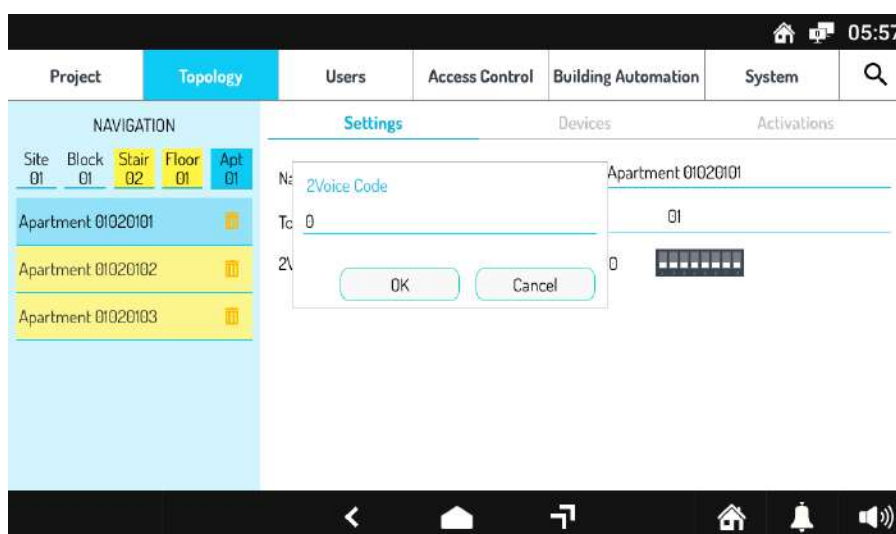 05:57
Project Topology Users Access Control Building Automation System
NAVIGATION
Settings Devices Activations
Site Block Stair Floor Apt
01 01 02 01 01
Apartment 01020101
Apartment 01020102
Apartment 01020103
2Voice Code
0
OK Cancel
Apartment 01020101
01
0